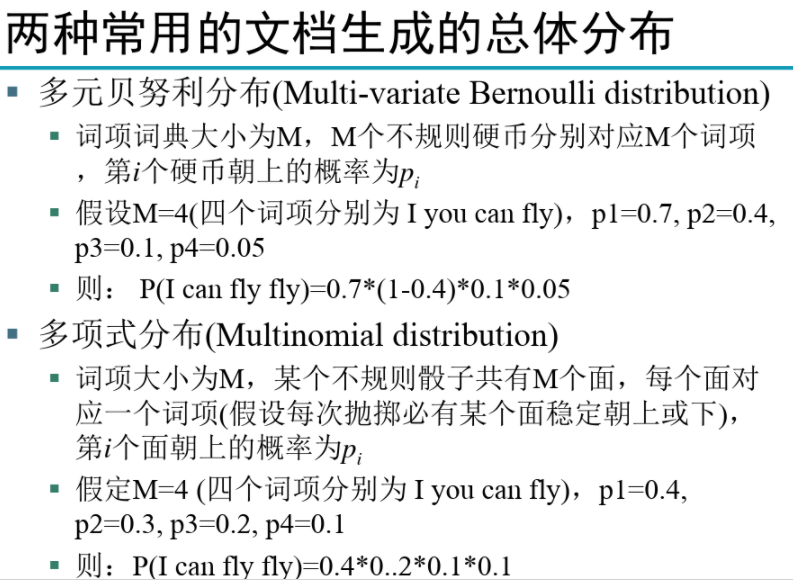 两种常用的文档生成的总体分布
多元贝努利分布(Multi-variate Bernoulli distribution)
词项词典大小为M，M个不规则硬币分别对应M个词项
，第i个硬币朝上的概率为pi
假设M=4(四个词项分别为 I you can fly)，p1=0.7, p2=0.4,
p3=0.1, p4=0.05
则： P(I can fly fly)=0.7*(1-0.4)*0.1*0.05
多项式分布(Multinomial distribution)
词项大小为M，某个不规则骰子共有M个面，每个面对
应一个词项(假设每次抛掷必有某个面稳定朝上或下)，
第i个面朝上的概率为pi
假定M=4 (四个词项分别为 I you can fly)，p1=0.4,
p2=0.3, p3=0.2, p4=0.1
则：P(I can fly fly)=0.4*0..2*0.1*0.1